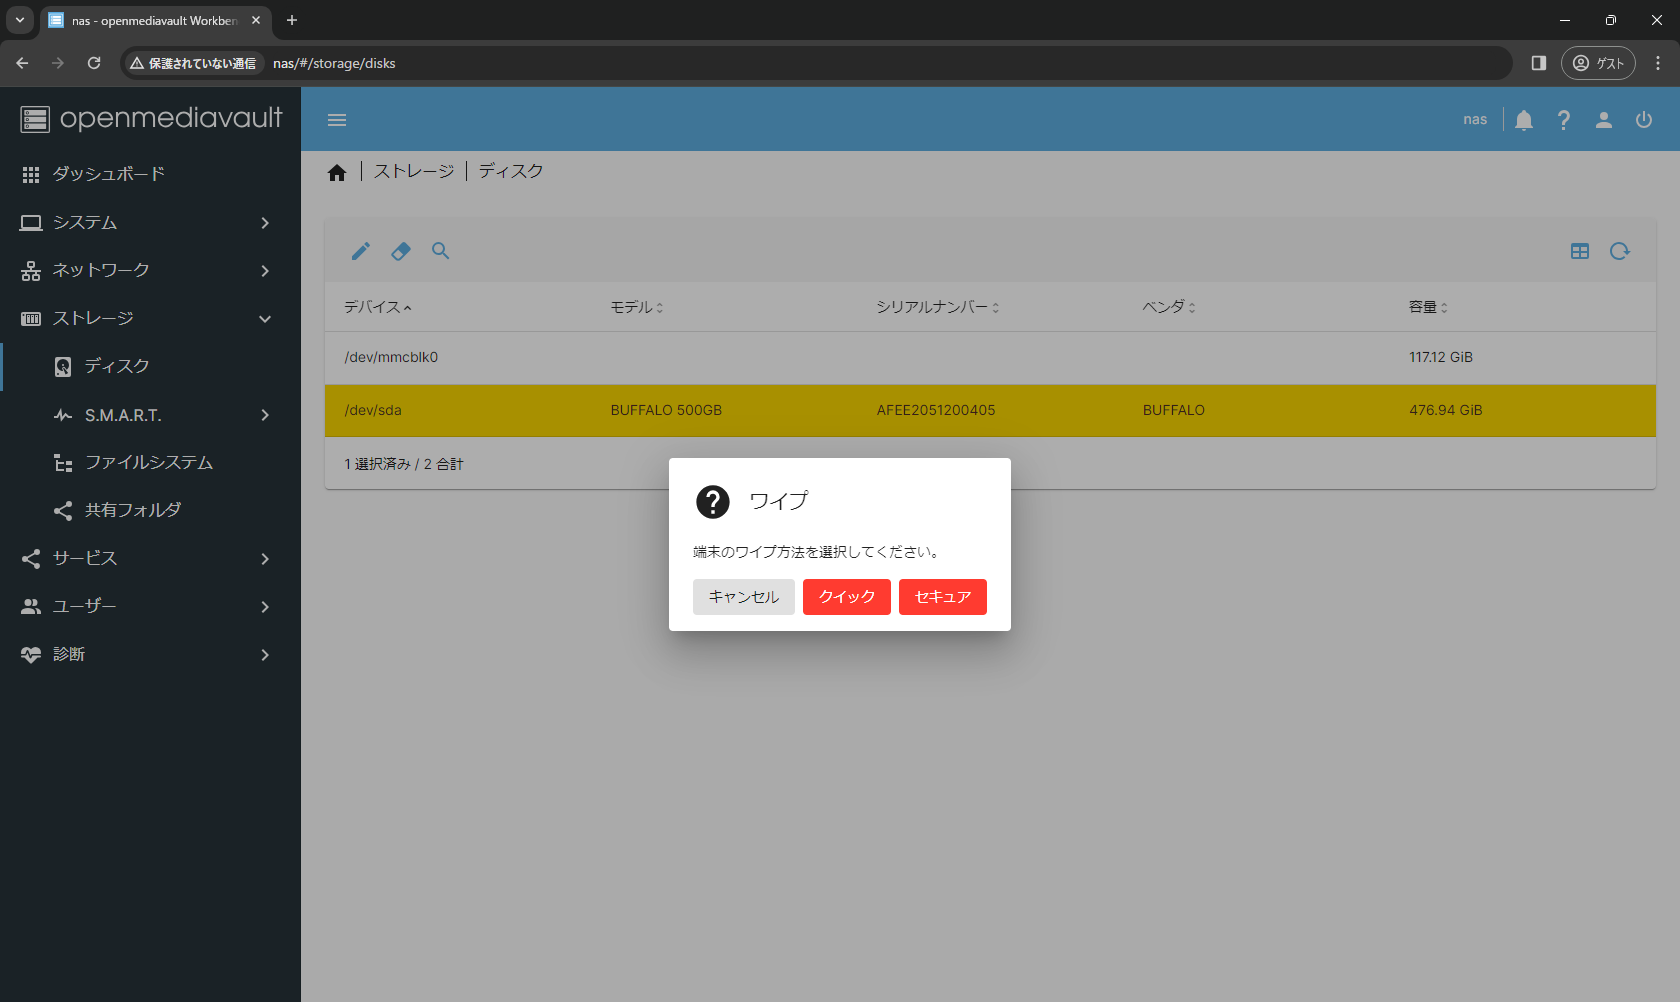 nas - openmediavault Workben
保護されていない通信 nas/#/storage/disks
ゲスト
openmediavault
nas
ダッシュボード
システム
ネットワーク
ストレージ
ディスク
S.M.A.R.T.
ファイルシステム
共有フォルダ
サービス
ユーザー
診断
ストレージ | ディスク
デバイス モデル シリアルナンバー ベンダ 容量
/dev/mmcblk0 117.12 GiB
/dev/sda BUFFALO 500GB AFEE2051200405 BUFFALO 476.94 GiB
1 選択済み / 2 合計
ワイプ
端末のワイプ方法を選択してください。
キャンセル クイック セキュア